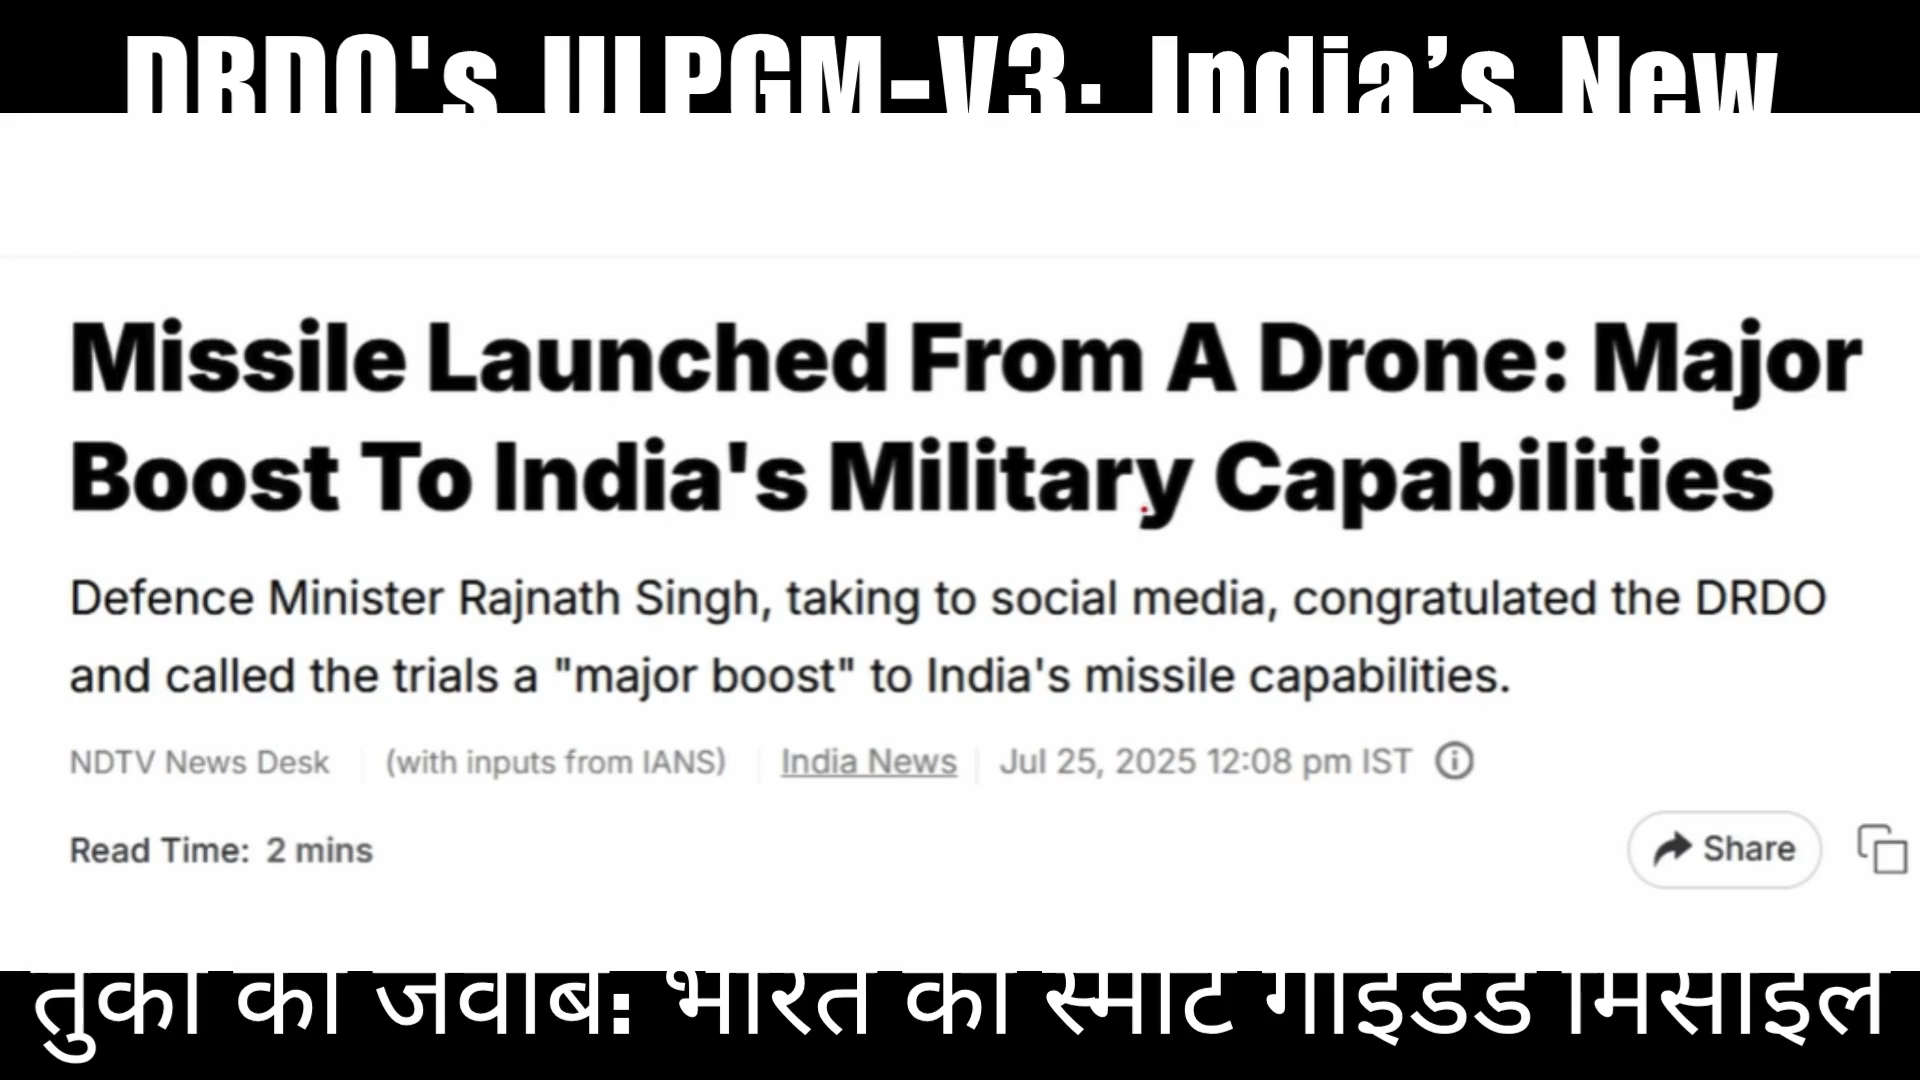 DRDO's ULPGM-V3: India’s New
Missile Launched From A Drone: Major
Boost To India's Military Capabilities
Defence Minister Rajnath Singh, taking to social media, congratulated the DRDO
and called the trials a "major boost" to India's missile capabilities.
NDTV News Desk (with inputs from IANS) India News Jul 25, 2025 12:08 pm IST
Read Time: 2 mins Share
तुर्की को जवाब: भारत की स्मार्ट गाइडेड मिसाइल